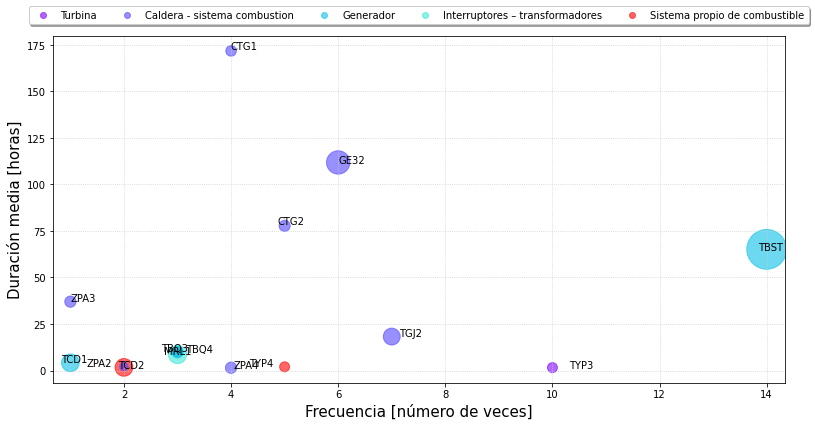 Turbina
Caldera - sistema combustion
Generador
Interruptores – transformadores
Sistema propio de combustible
Duración media [horas]
175
150
125
100
75
50
25
0
CTG1
GE32
CTG2
TBST
ZPA3
TGJ2
TBQ3
TBQ4
TCD1
ZPA2
TCD2
ZPA4
TYP4
TYP3
2
4
6
8
10
12
14
Frecuencia [número de veces]